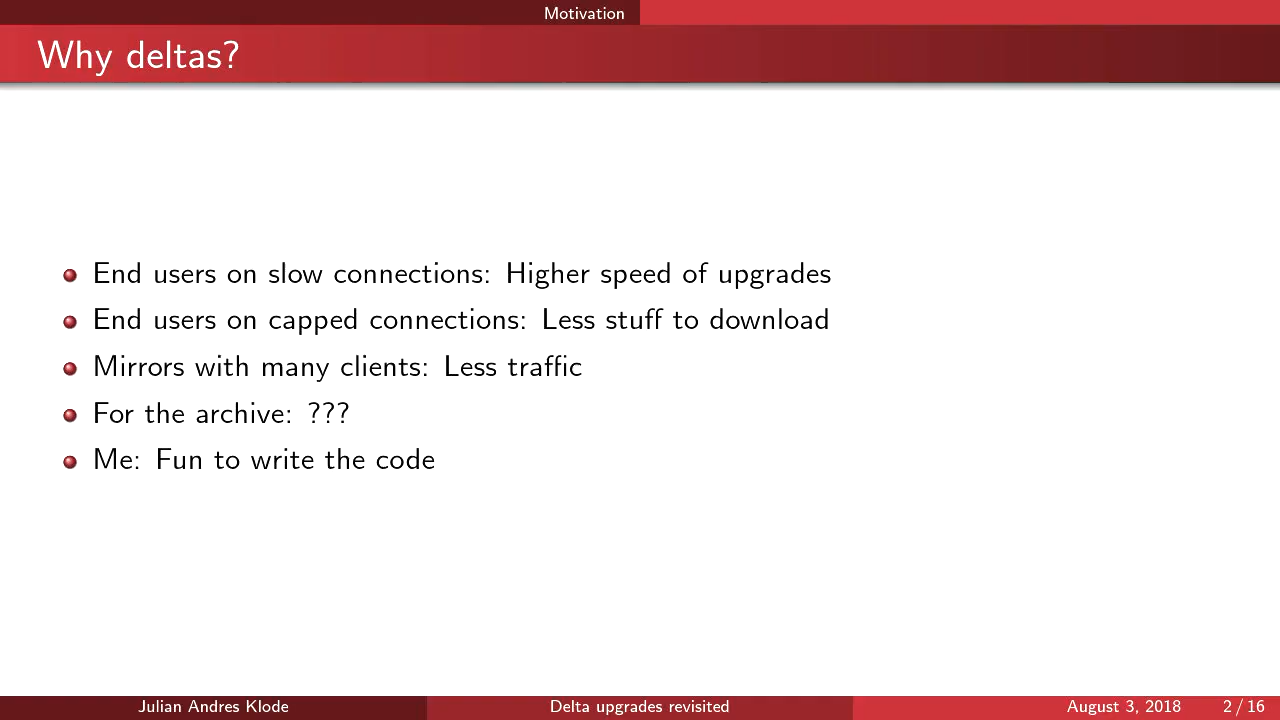 Motivation
Why deltas?
End users on slow connections: Higher speed of upgrades
End users on capped connections: Less stuff to download
Mirrors with many clients: Less traffic
For the archive: ???
Me: Fun to write the code
Julian Andres Klode Delta upgrades revisited August 3, 2018 2 / 16